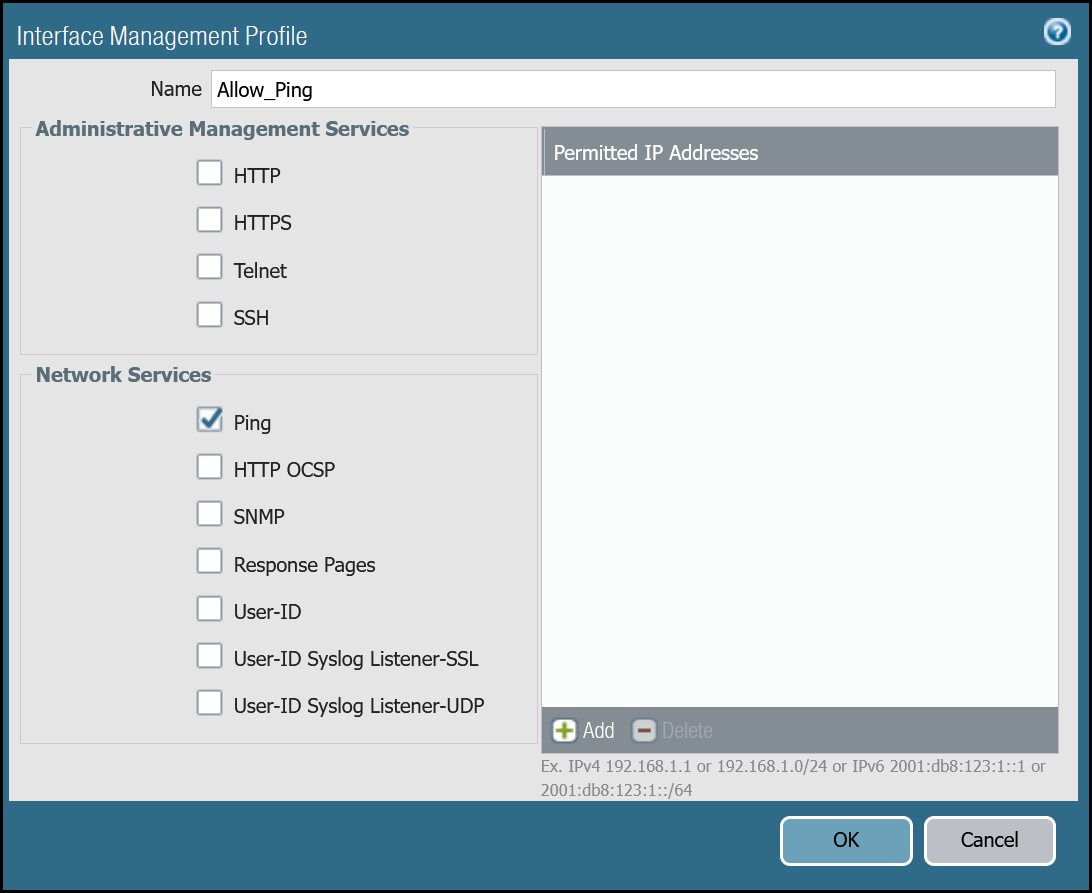 Interface Management Profile
Name Allow_Ping
Administrative Management Services
HTTP
HTTPS
Telnet
SSH
Network Services
Ping
HTTP OCSP
SNMP
Response Pages
User-ID
User-ID Syslog Listener-SSL
User-ID Syslog Listener-UDP
Permitted IP Addresses
Add Delete
Ex. IPv4 192.168.1.1 or 192.168.1.0/24 or IPv6 2001:db8:123:1::1 or
2001:db8:123:1::/64
OK Cancel